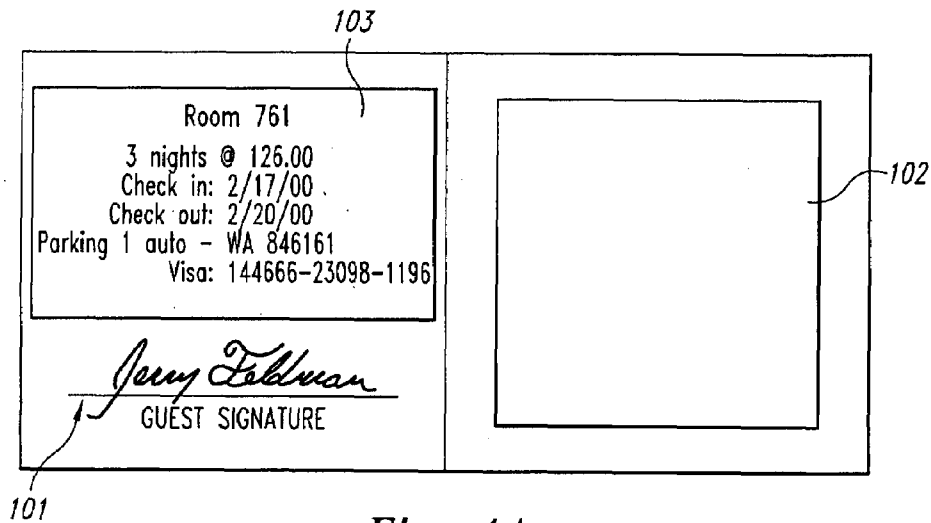 103
Room 761
3 nights @ 126.00
Check in: 2/17/00
Check out: 2/20/00
Parking 1 auto – WA 846161
Visa: 144666–23098–1196
102
Jerry Feldman
GUEST SIGNATURE
101